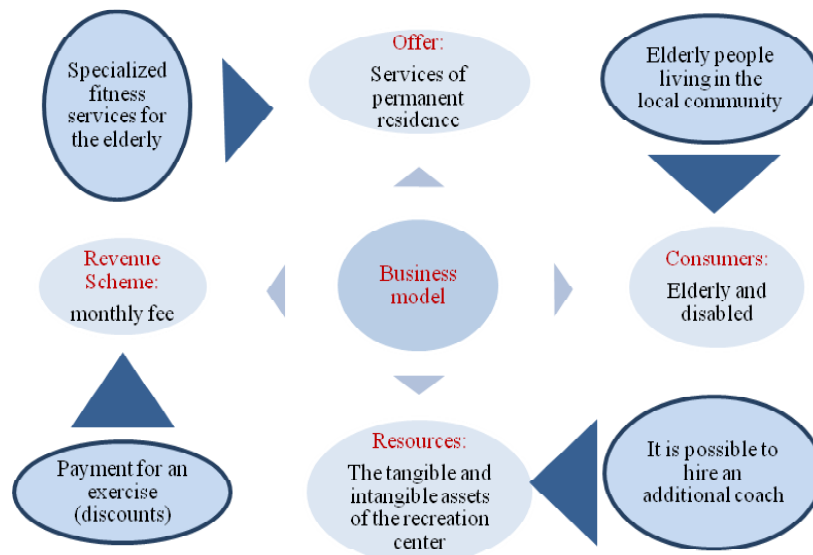 Specialized
fitness
services for
the elderly
Offer:
Services of
permanent
residence
Elderly people
living in the
local community
Revenue
Scheme:
monthly fee
Business
model
Consumers:
Elderly and
disabled
Payment for an
exercise
(discounts)
Resources:
The tangible and
intangible assets
of the recreation
center
It is possible to
hire an
additional coach